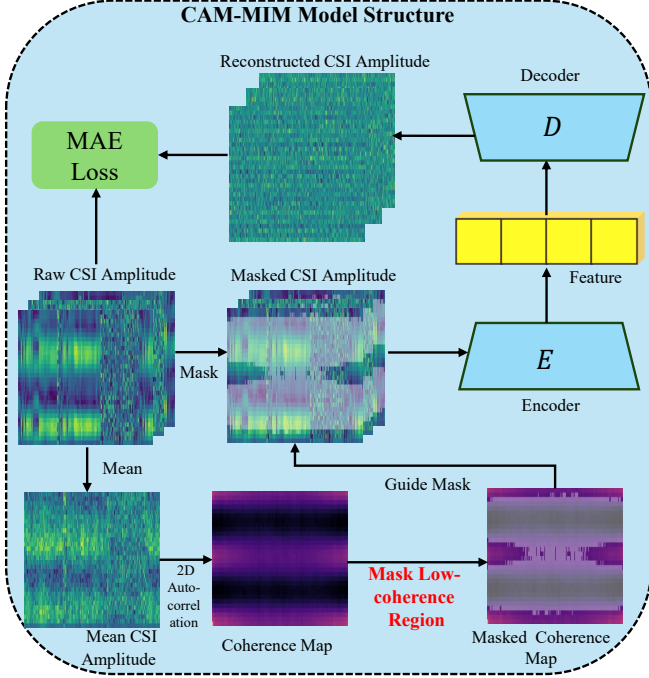 CAM-MIM Model Structure
Reconstructed CSI Amplitude
Decoder
D
MAE
Loss
Feature
Raw CSI Amplitude
Masked CSI Amplitude
Mask
E
Encoder
Mean
Guide Mask
2D
Auto-
correl
ation
Mask Low-
coherence
Region
Mean CSI
Amplitude
Coherence Map
Masked Coherence
Map